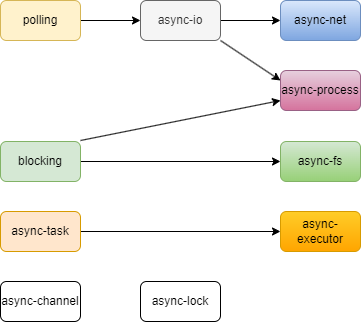 polling
async-io
async-net
async-process
blocking
async-fs
async-task
async-
executor
async-channel
async-lock